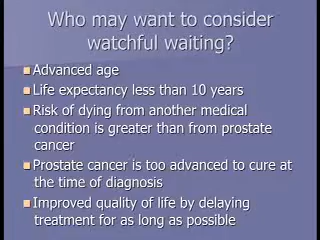 Who may want to consider
watchful waiting?
Advanced age
Life expectancy less than 10 years
Risk of dying from another medical
condition is greater than from prostate
cancer
Prostate cancer is too advanced to cure at
the time of diagnosis
Improved quality of life by delaying
treatment for as long as possible